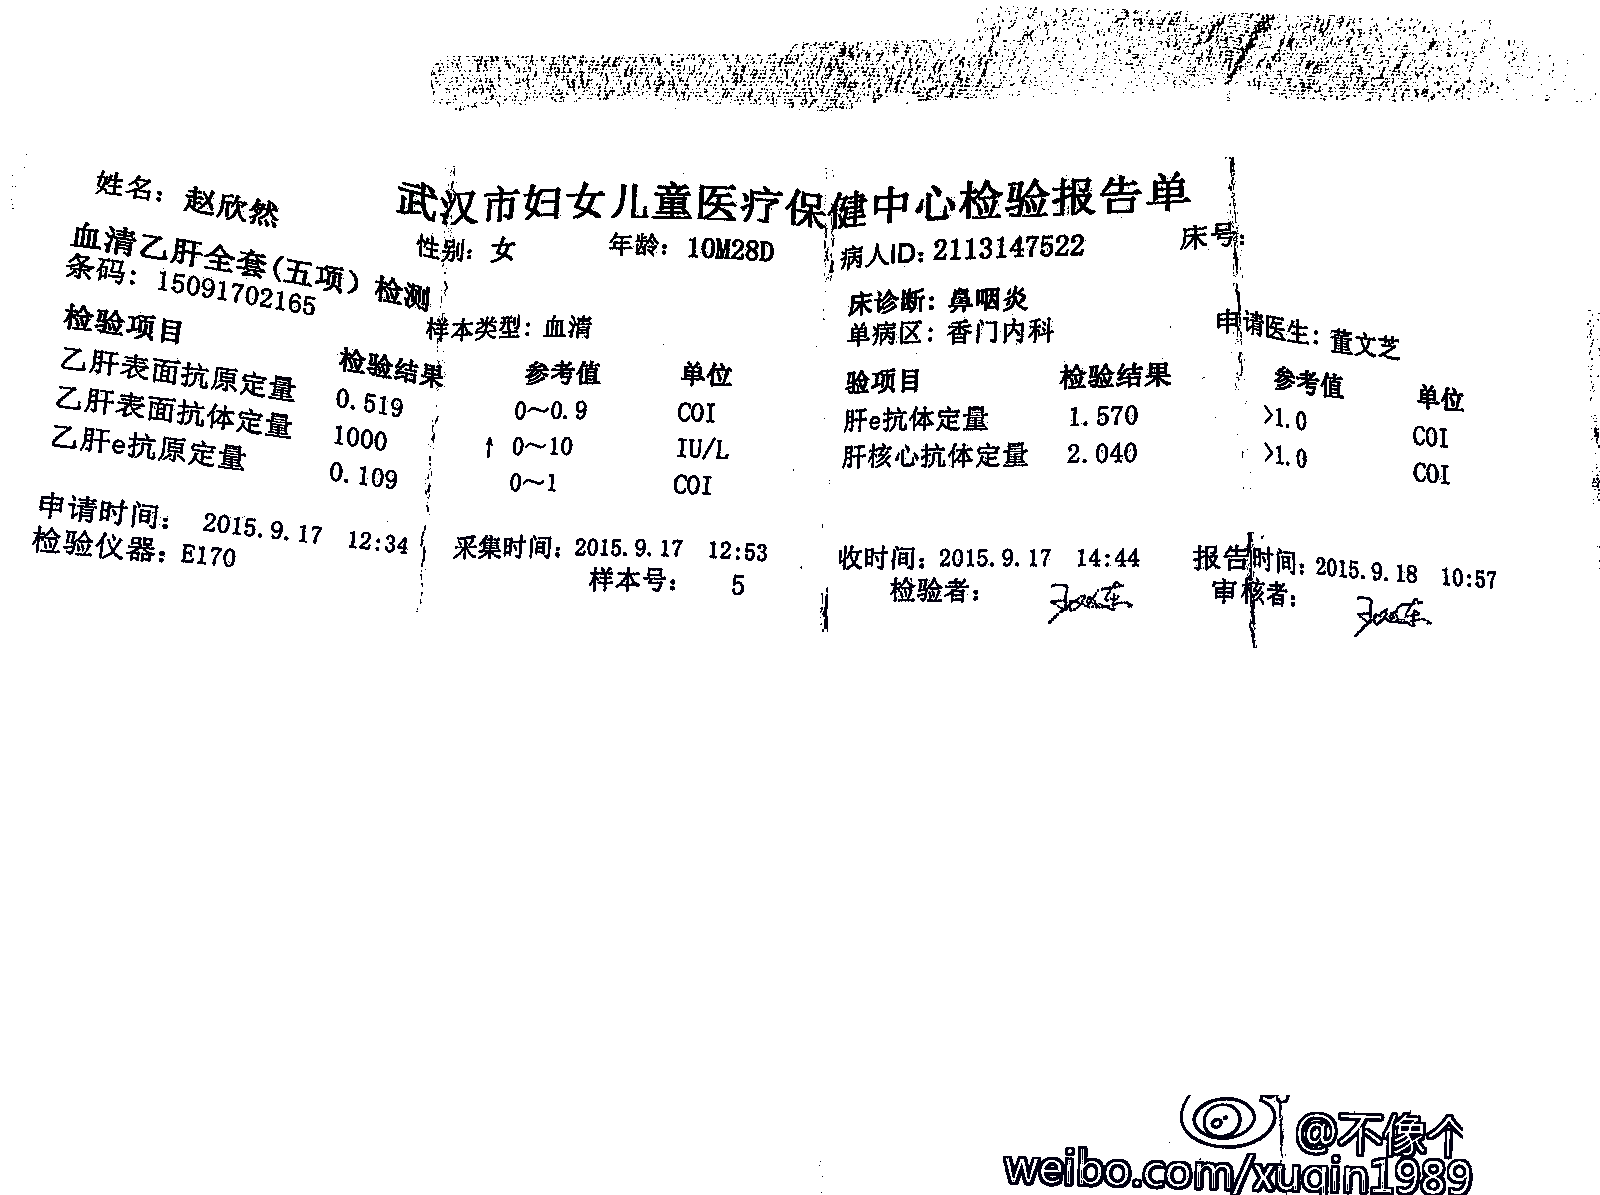 武汉市妇女儿童医疗保健中心检验报告单
姓名：赵欣然 性别：女 年龄：10M28D 病人ID：2113147522 床号：
血清乙肝全套(五项）检测 床诊断：鼻咽炎
条码：15091702165 样本类型：血清 单病区：香门内科 申请医生：董文芝
检验项目 检验结果 参考值 单位 验项目 检验结果 参考值 单位
乙肝表面抗原定量 0.519 0～0.9 COI 肝e抗体定量 1.570 >1.0 COI
乙肝表面抗体定量 1000 ↑ 0～10 IU/L 肝核心抗体定量 2.040 >1.0 COI
乙肝e抗原定量 0.109 0～1 COI
申请时间：2015.9.17 12:34 采集时间：2015.9.17 12:53 收时间：2015.9.17 14:44 报告时间：2015.9.18 10:57
检验仪器：E170 样本号：5 检验者： 审核者：
@不像个
weibo.com/xuqin1989